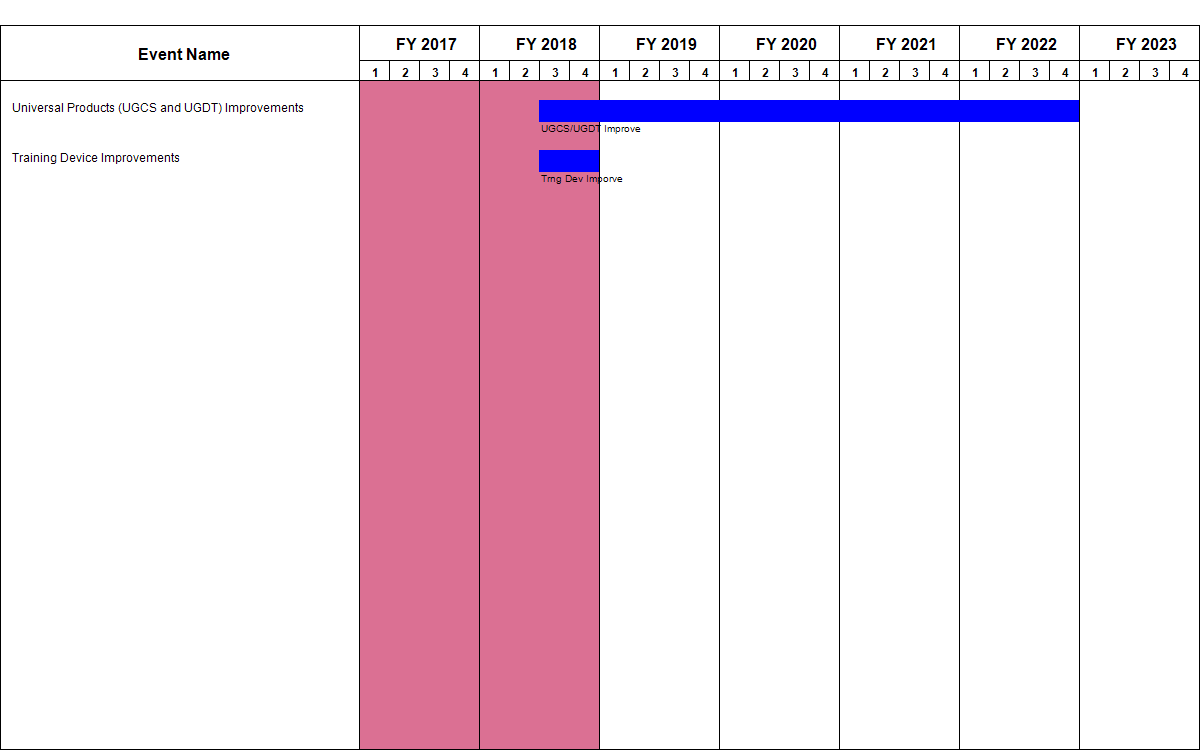 Event Name
FY 2017 FY 2018 FY 2019 FY 2020 FY 2021 FY 2022 FY 2023
1 2 3 4 1 2 3 4 1 2 3 4 1 2 3 4 1 2 3 4 1 2 3 4 1 2 3 4
Universal Products (UGCS and UGDT) Improvements
UGCS/UGDT Improve
Training Device Improvements
Trng Dev Imporve